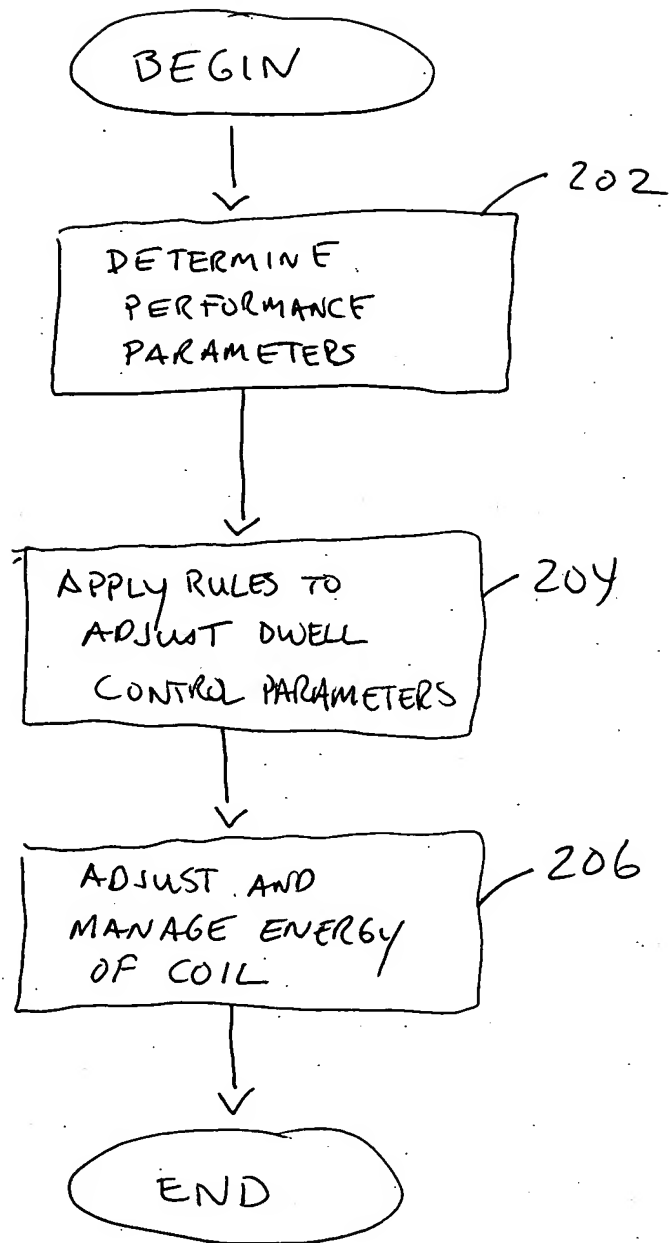 BEGIN
202
DETERMINE
PERFORMANCE
PARAMETERS
APPLY RULES TO
ADJUST DWELL
CONTROL PARAMETERS
204
ADJUST AND
MANAGE ENERGY
OF COIL
206
END